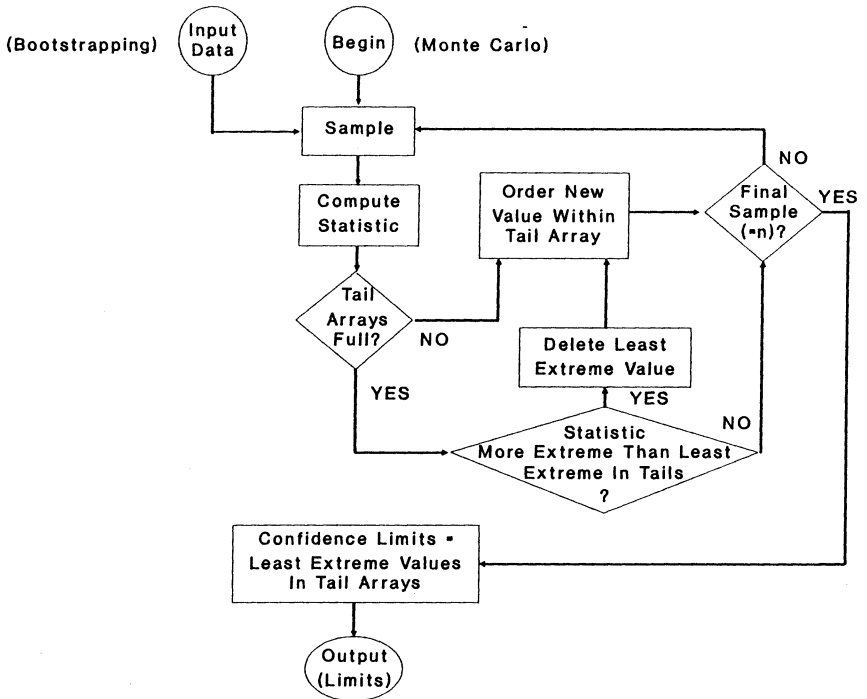 (Bootstrapping)
Input
Data
Begin
(Monte Carlo)
Sample
Compute
Statistic
Order New
Value Within
Tail Array
Final
Sample
(=n)?
NO
YES
Tail
Arrays
Full?
NO
YES
Delete Least
Extreme Value
YES
NO
Statistic
More Extreme Than Least
Extreme In Tails
?
Confidence Limits =
Least Extreme Values
In Tail Arrays
Output
(Limits)